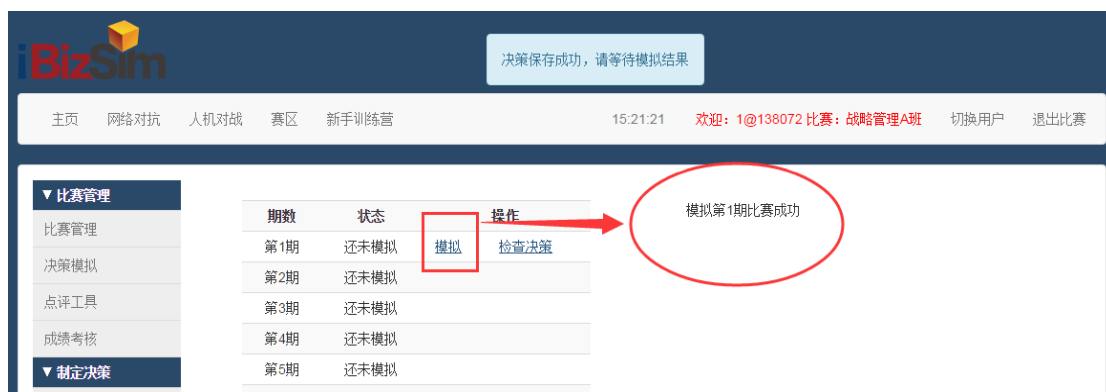 iBizSim
决策保存成功，请等待模拟结果
主页 网络对抗 人机对战 赛区 新手训练营 15:21:21 欢迎：1@138072 比赛：战略管理A班 切换用户 退出比赛
▼ 比赛管理
比赛管理
决策模拟
点评工具
成绩考核
▼ 制定决策
期数 状态 操作
第1期 还未模拟 模拟 检查决策
第2期 还未模拟
第3期 还未模拟
第4期 还未模拟
第5期 还未模拟
模拟第1期比赛成功